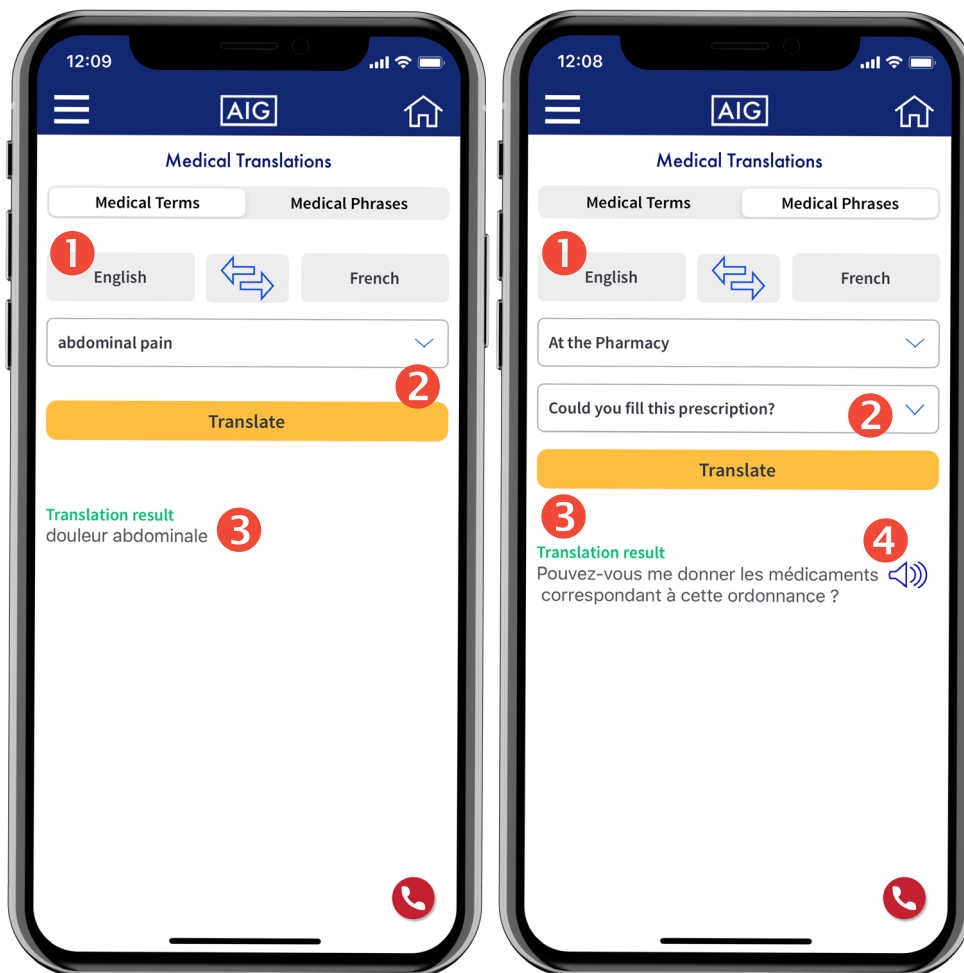 12:09
AIG
Medical Translations
Medical Terms
Medical Phrases
1
English
French
abdominal pain
2
Translate
Translation result
douleur abdominale
3
12:08
AIG
Medical Translations
Medical Terms
Medical Phrases
1
English
French
At the Pharmacy
Could you fill this prescription?
2
Translate
3
4
Translation result
Pouvez-vous me donner les médicaments
correspondant à cette ordonnance ?